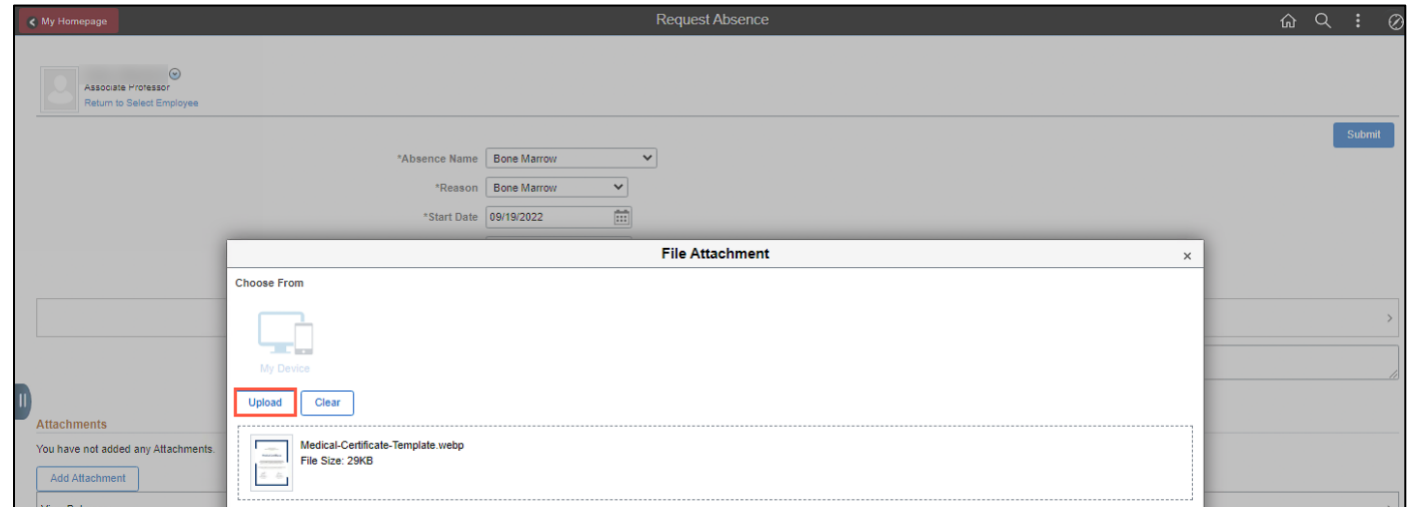 My Homepage
Request Absence
Associate Professor
Return to Select Employee
Submit
*Absence Name Bone Marrow
*Reason Bone Marrow
*Start Date 09/19/2022
File Attachment
×
Choose From
My Device
Upload Clear
Attachments
You have not added any Attachments.
Add Attachment
Medical-Certificate-Template.webp
File Size: 29KB
View